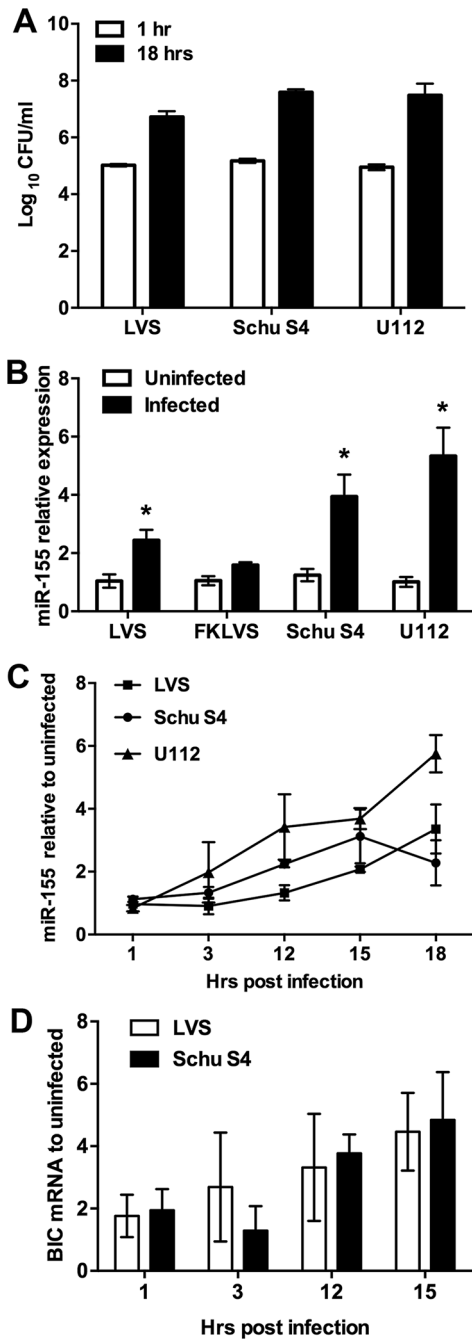 A
1 hr
18 hrs
Log 10 CFU/ml
10
8
6
4
2
0
LVS Schu S4 U112
B
Uninfected
Infected
miR-155 relative expression
8
6
4
2
0
* * *
LVS FKLVS Schu S4 U112
C
LVS
Schu S4
U112
miR-155 relative to uninfected
8
6
4
2
0
1 3 12 15 18
Hrs post infection
D
LVS
Schu S4
BIC mRNA to uninfected
8
6
4
2
0
1 3 12 15
Hrs post infection